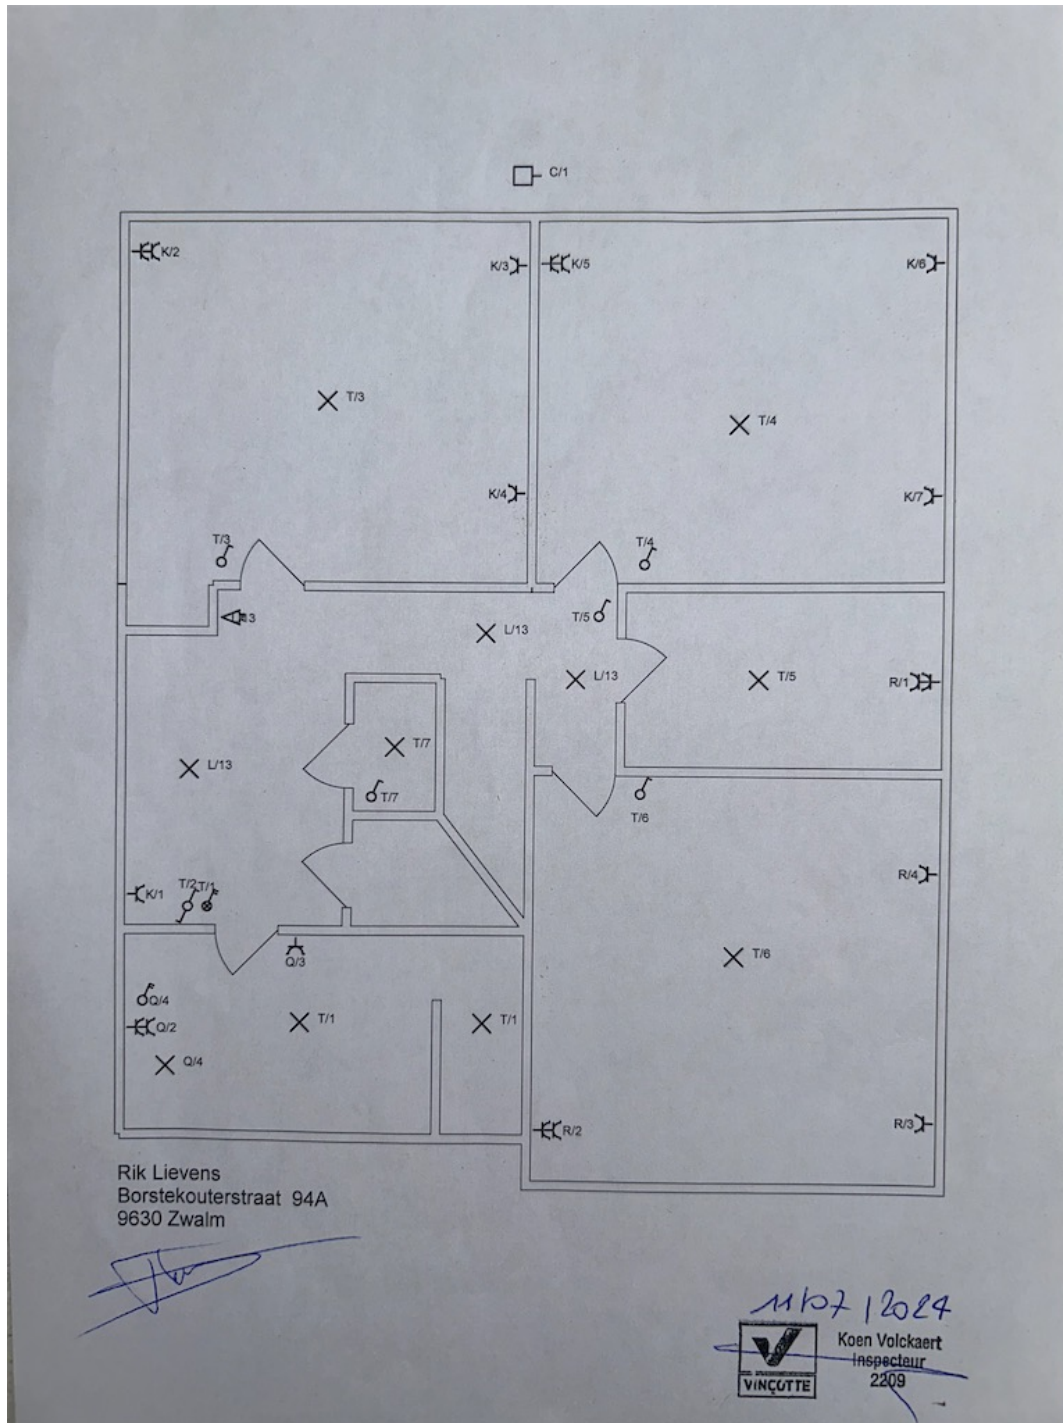 C/1
K/2
K/3
K/5
K/6
T/3
T/4
K/4
K/7
T/3
T/4
13
L/13
T/5
L/13
T/5
R/1
T/7
L/13
T/7
T/6
R/4
K/1
T/2
T/1
T/6
Q/3
Q/4
Q/2
T/1
T/1
Q/4
R/2
R/3
Rik Lievens
Borstekouterstraat 94A
9630 Zwalm
11/07/2024
Koen Volckaert
Inspecteur
2209
VINÇOTTE